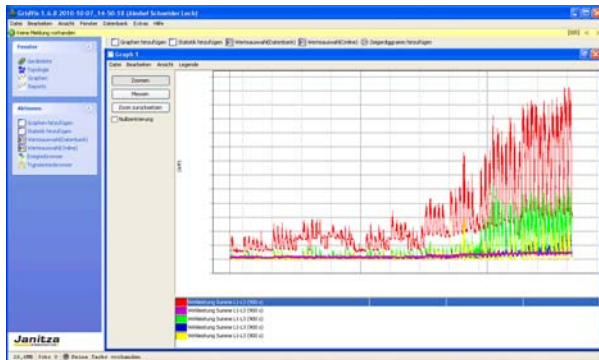 GridVis 1.6.0 2010-10-07_14-50-18 (Alodof Schneider Loch)
Datei Bearbeiten Ansicht Fenster Datenbank Extras Hilfe
Keine Meldung vorhanden
Graphen hinzufügen Statistik hinzufügen Werteauswahl(Datenbank) Werteauswahl(Online) Zeigerdiagramm hinzufügen
Fenster
Geräteliste
Topologie
Graphen
Reports
Aktionen
Graphen hinzufügen
Statistik hinzufügen
Werteauswahl(Datenbank)
Werteauswahl(Online)
Ereignisbrowser
Transientenbrowser
Graph 1
Datei Bearbeiten Ansicht Legende
Zoomen
Messen
Zoom zurücksetzen
Nullzentrierung
Wirkleistung Summe L1-L3 (900 s)
Wirkleistung Summe L1-L3 (900 s)
Wirkleistung Summe L1-L3 (900 s)
Wirkleistung Summe L1-L3 (900 s)
Wirkleistung Summe L1-L3 (900 s)
Janitza
Keine Tasks vorhanden